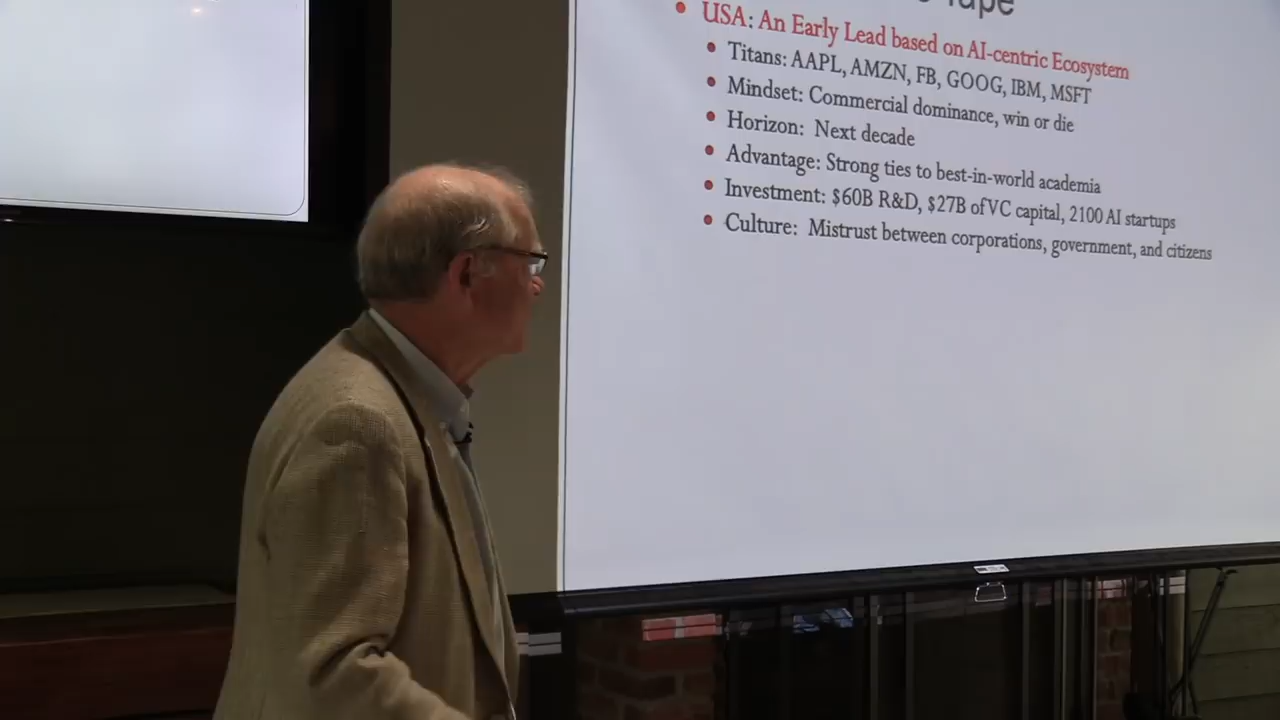 Tape
USA: An Early Lead based on AI-centric Ecosystem
Titans: AAPL, AMZN, FB, GOOG, IBM, MSFT
Mindset: Commercial dominance, win or die
Horizon: Next decade
Advantage: Strong ties to best-in-world academia
Investment: $60B R&D, $27B of VC capital, 2100 AI startups
Culture: Mistrust between corporations, government, and citizens